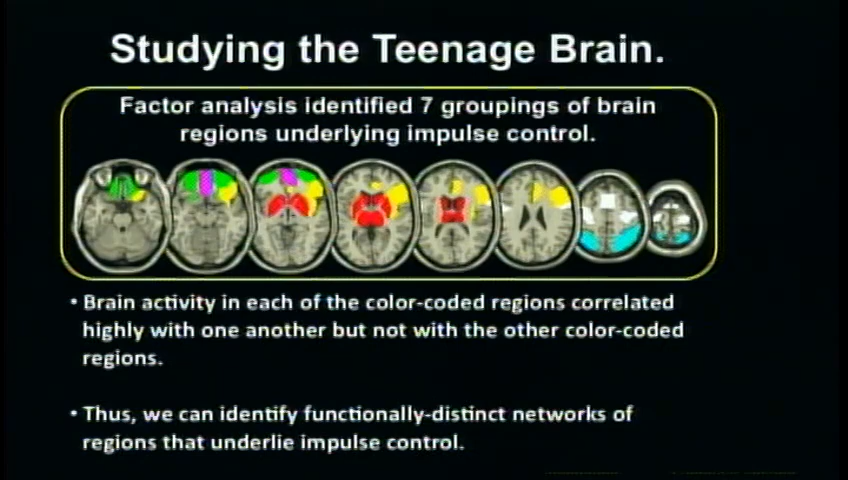 Studying the Teenage Brain.
Factor analysis identified 7 groupings of brain
regions underlying impulse control.
• Brain activity in each of the color-coded regions correlated
highly with one another but not with the other color-coded
regions.
• Thus, we can identify functionally-distinct networks of
regions that underlie impulse control.